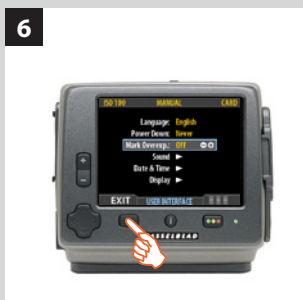 6
ISO 100 MANUAL CARD
Language: English
Power Down: Never
Mark Overexp.: Off
Sound
Date & Time
Display
EXIT USER INTERFACE
HASSELBLAD